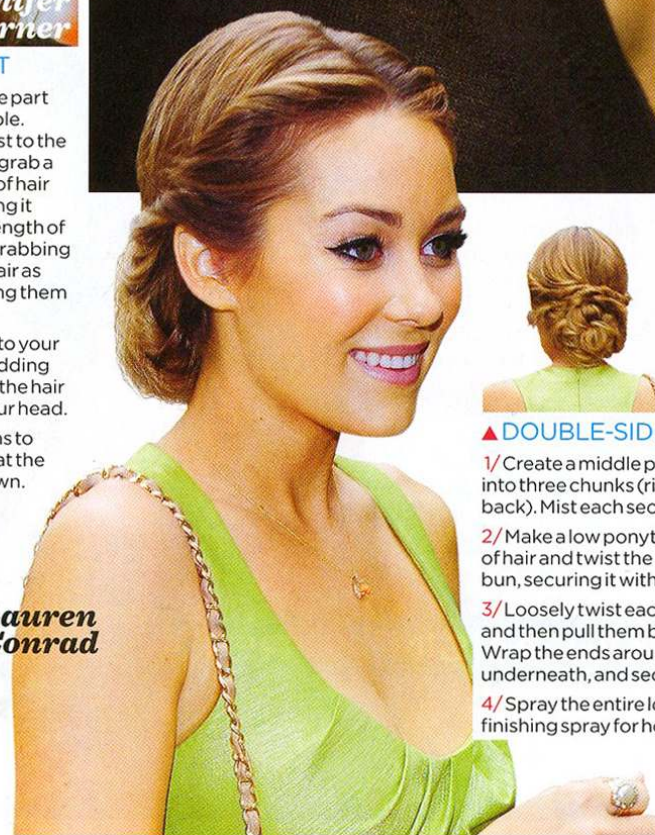 T
e part
ole.
st to the
grab a
of hair
ng it
ength of
rabbing
air as
ng them
to your
dding
the hair
ur head.
ns to
at the
wn.
auren
onrad
▲DOUBLE-SID
1/ Create a middle p
into three chunks (ri
back). Mist each sec
2/ Make a low ponyt
of hair and twist the
bun, securing it with
3/ Loosely twist eac
and then pull them b
Wrap the ends arou
underneath, and sec
4/ Spray the entire lo
finishing spray for ho